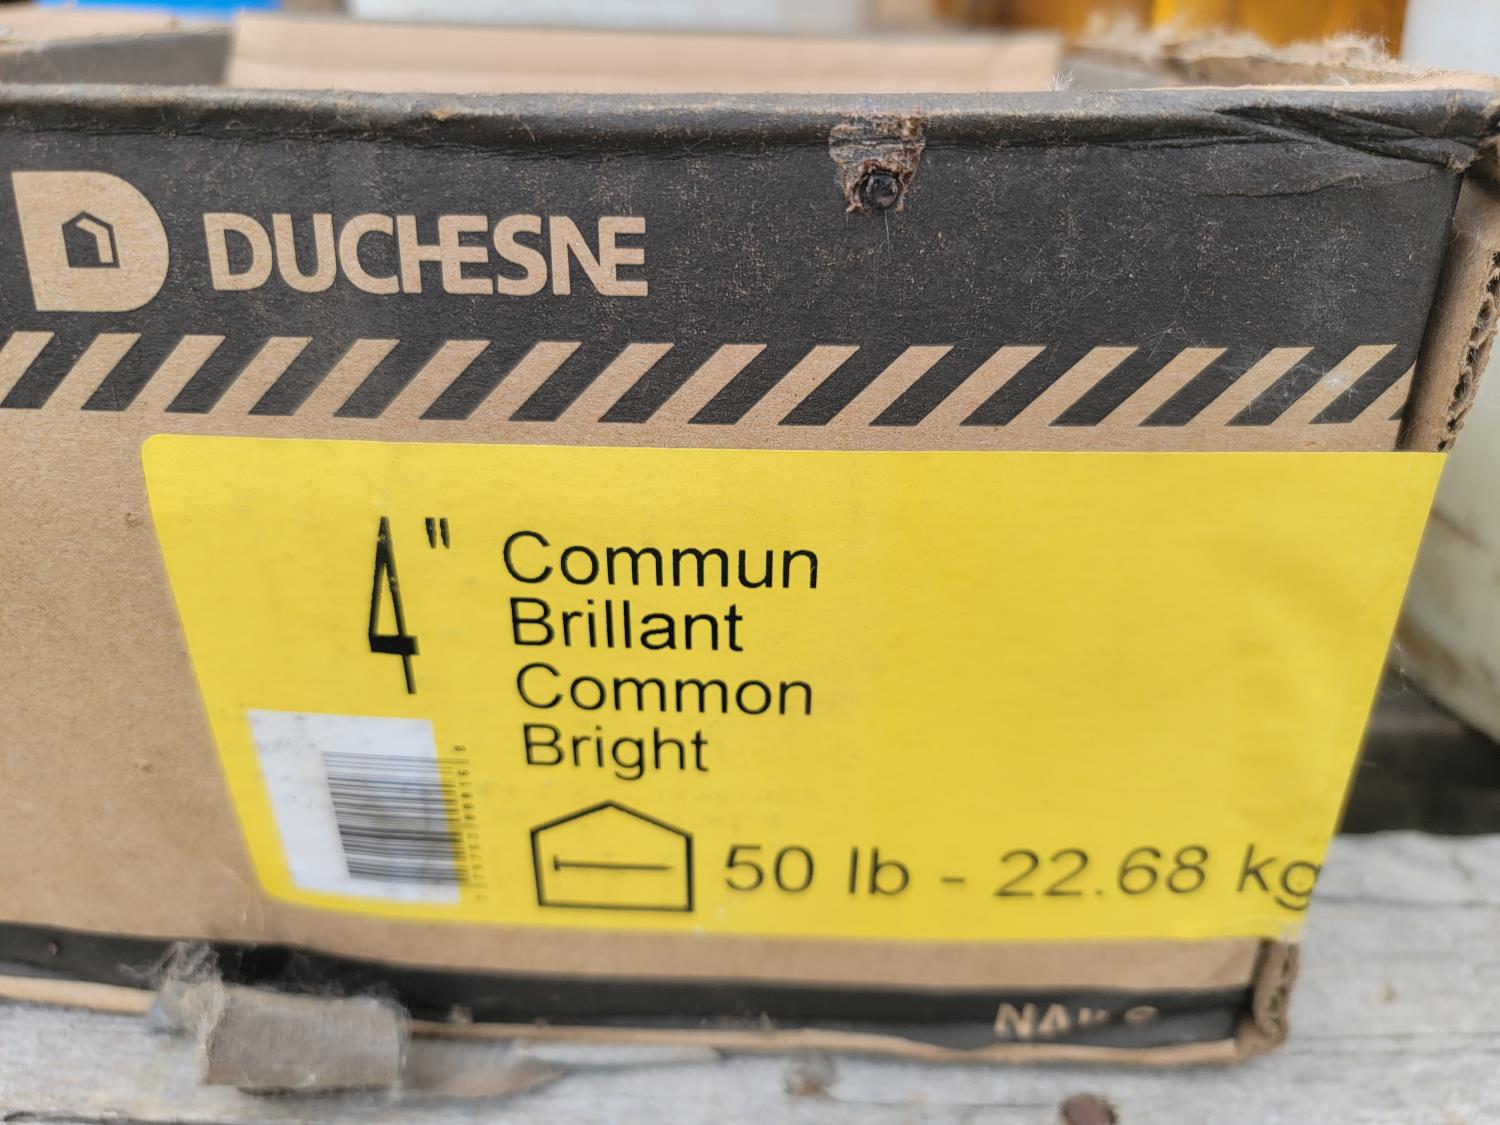 DUCHESNE
4"
Commun
Brillant
Common
Bright
50 lb - 22.68 kg